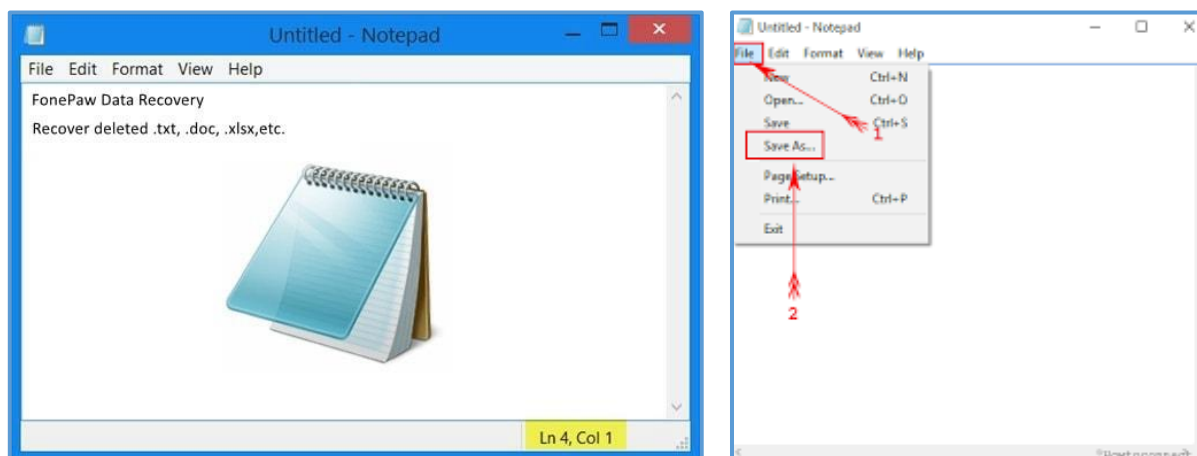 Untitled - Notepad
File Edit Format View Help
FonePaw Data Recovery
Recover deleted .txt, .doc, .xlsx,etc.
Ln 4, Col 1
Untitled - Notepad
File Edit Format View Help
New Ctrl+N
Open... Ctrl+O
Save Ctrl+S
1
Save As...
Page Setup...
Print... Ctrl+P
Exit
2